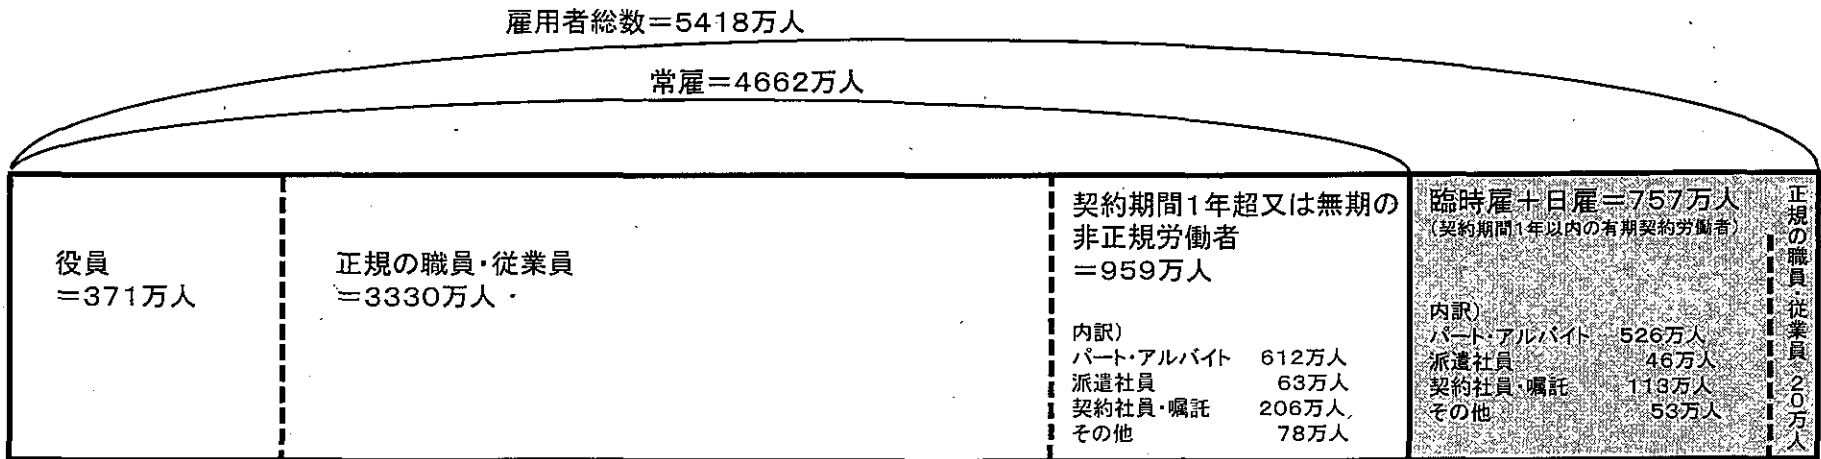 雇用者総数＝5418万人
常雇＝4662万人
役員
＝371万人
正規の職員・従業員
＝3330万人
契約期間1年超又は無期の
非正規労働者
＝959万人
内訳）
パート・アルバイト 612万人
派遣社員 63万人
契約社員・嘱託 206万人
その他 78万人
臨時雇＋日雇＝757万人
（契約期間1年以内の有期契約労働者）
内訳）
パート・アルバイト 526万人
派遣社員 46万人
契約社員・嘱託 113万人
その他 53万人
正規の職員・従業員 20万人